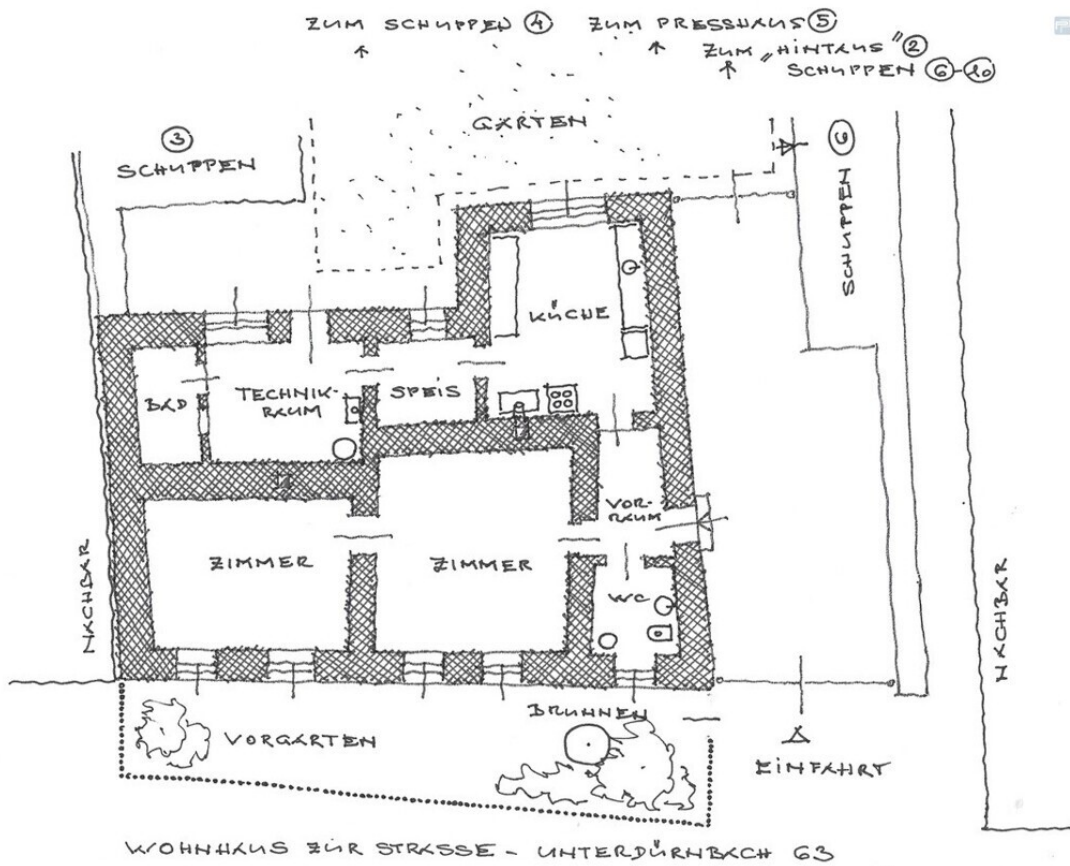 ZUM SCHUPPEN 4
ZUM PRESSHAUS 5
ZUM "HINTAUS" 2
SCHUPPEN 6-10
GARTEN
3
SCHUPPEN
SCHUPPEN 6
KÜCHE
BAD
TECHNIK-
RAUM
SPEIS
VOR-
RAUM
ZIMMER
ZIMMER
WC
NACHBAR
NACHBAR
BRUNNEN
VORGARTEN
EINFAHRT
WOHNHAUS ZUR STRASSE - UNTERDÜRNBACH 63